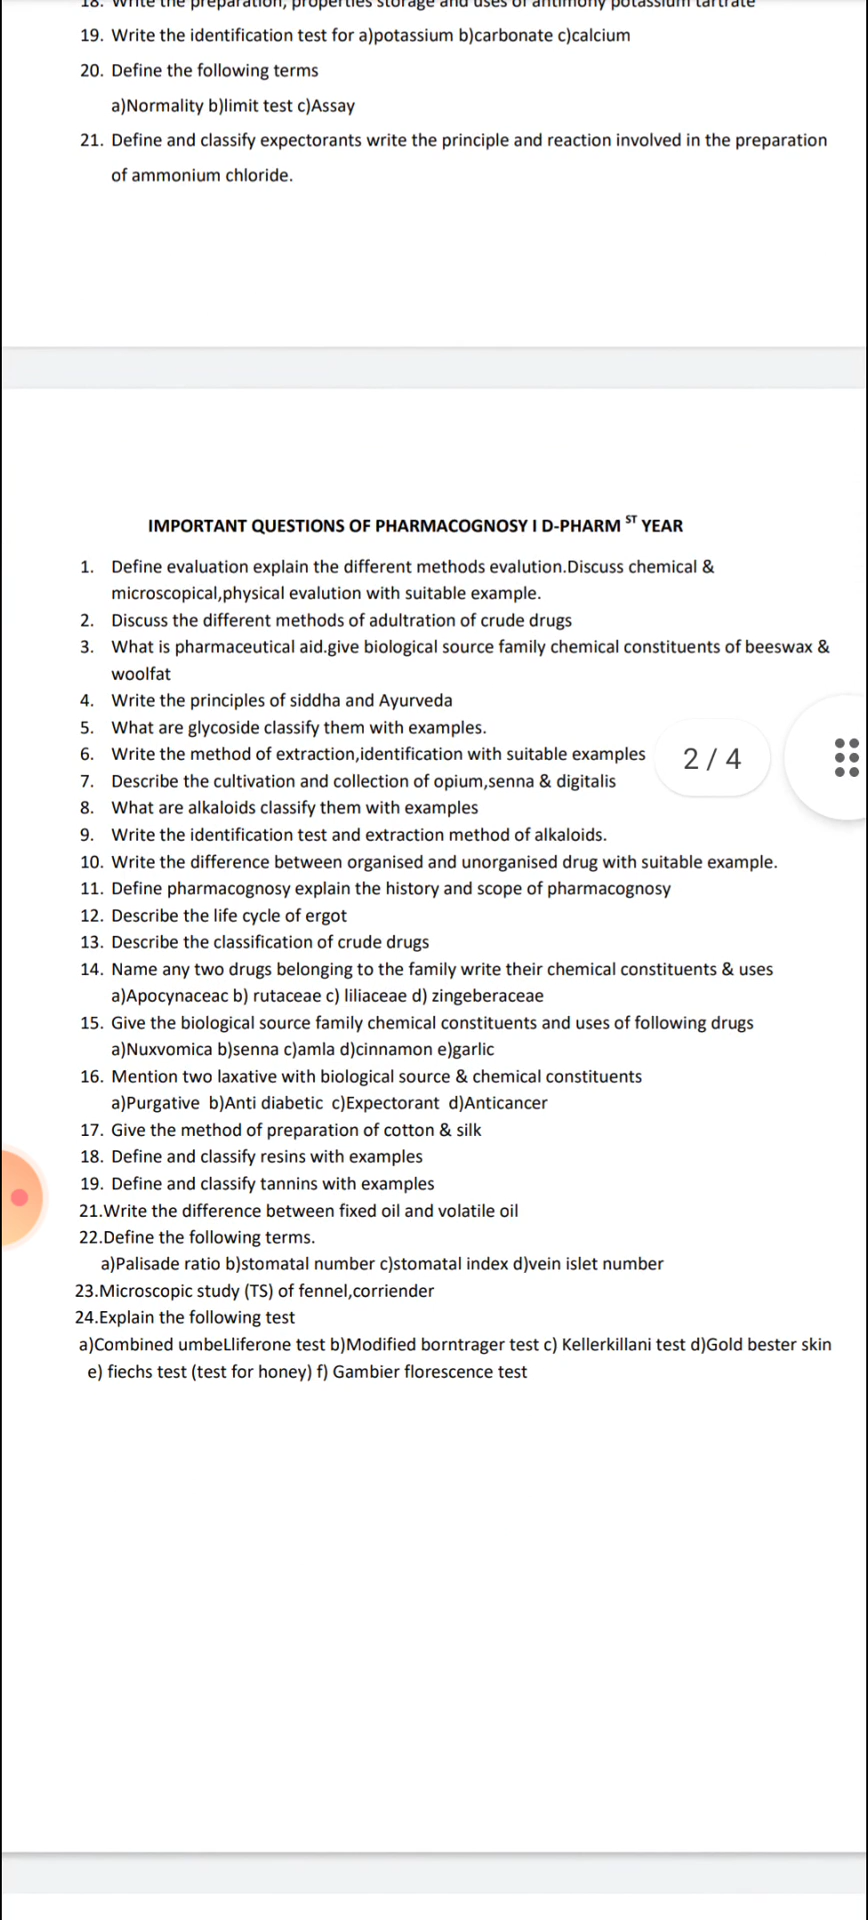 18. Write the preparation, properties storage and uses of antimony potassium tartrate
19. Write the identification test for a)potassium b)carbonate c)calcium
20. Define the following terms
a)Normality b)limit test c)Assay
21. Define and classify expectorants write the principle and reaction involved in the preparation
of ammonium chloride.
IMPORTANT QUESTIONS OF PHARMACOGNOSY I D-PHARM ST YEAR
1. Define evaluation explain the different methods evalution.Discuss chemical &
microscopical,physical evalution with suitable example.
2. Discuss the different methods of adultration of crude drugs
3. What is pharmaceutical aid.give biological source family chemical constituents of beeswax &
woolfat
4. Write the principles of siddha and Ayurveda
5. What are glycoside classify them with examples.
6. Write the method of extraction,identification with suitable examples
2 / 4
7. Describe the cultivation and collection of opium,senna & digitalis
8. What are alkaloids classify them with examples
9. Write the identification test and extraction method of alkaloids.
10. Write the difference between organised and unorganised drug with suitable example.
11. Define pharmacognosy explain the history and scope of pharmacognosy
12. Describe the life cycle of ergot
13. Describe the classification of crude drugs
14. Name any two drugs belonging to the family write their chemical constituents & uses
a)Apocynaceac b) rutaceae c) liliaceae d) zingeberaceae
15. Give the biological source family chemical constituents and uses of following drugs
a)Nuxvomica b)senna c)amla d)cinnamon e)garlic
16. Mention two laxative with biological source & chemical constituents
a)Purgative b)Anti diabetic c)Expectorant d)Anticancer
17. Give the method of preparation of cotton & silk
18. Define and classify resins with examples
19. Define and classify tannins with examples
21.Write the difference between fixed oil and volatile oil
22.Define the following terms.
a)Palisade ratio b)stomatal number c)stomatal index d)vein islet number
23.Microscopic study (TS) of fennel,corriender
24.Explain the following test
a)Combined umbeLliferone test b)Modified borntrager test c) Kellerkillani test d)Gold bester skin
e) fiechs test (test for honey) f) Gambier florescence test